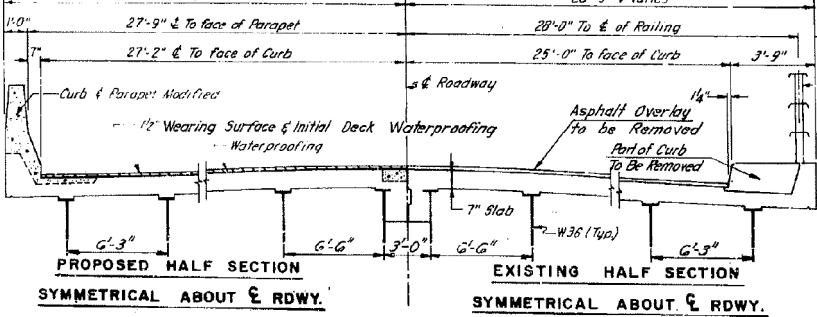 1'-0"
27'-9" ℄ To face of Parapet
28'-0" To ℄ of Railing
7"
27'-2" ℄ To face of Curb
25'-0" To face of Curb
3'-9"
℄ Roadway
1¼"
Curb & Parapet Modified
Asphalt Overlay
to be Removed
1½" Wearing Surface & Initial Deck Waterproofing
Waterproofing
Part of Curb
To Be Removed
7" Slab
W36 (Typ.)
6'-3"
6'-6"
3'-0"
6'-6"
6'-3"
PROPOSED HALF SECTION
SYMMETRICAL ABOUT ℄ RDWY.
EXISTING HALF SECTION
SYMMETRICAL ABOUT ℄ RDWY.